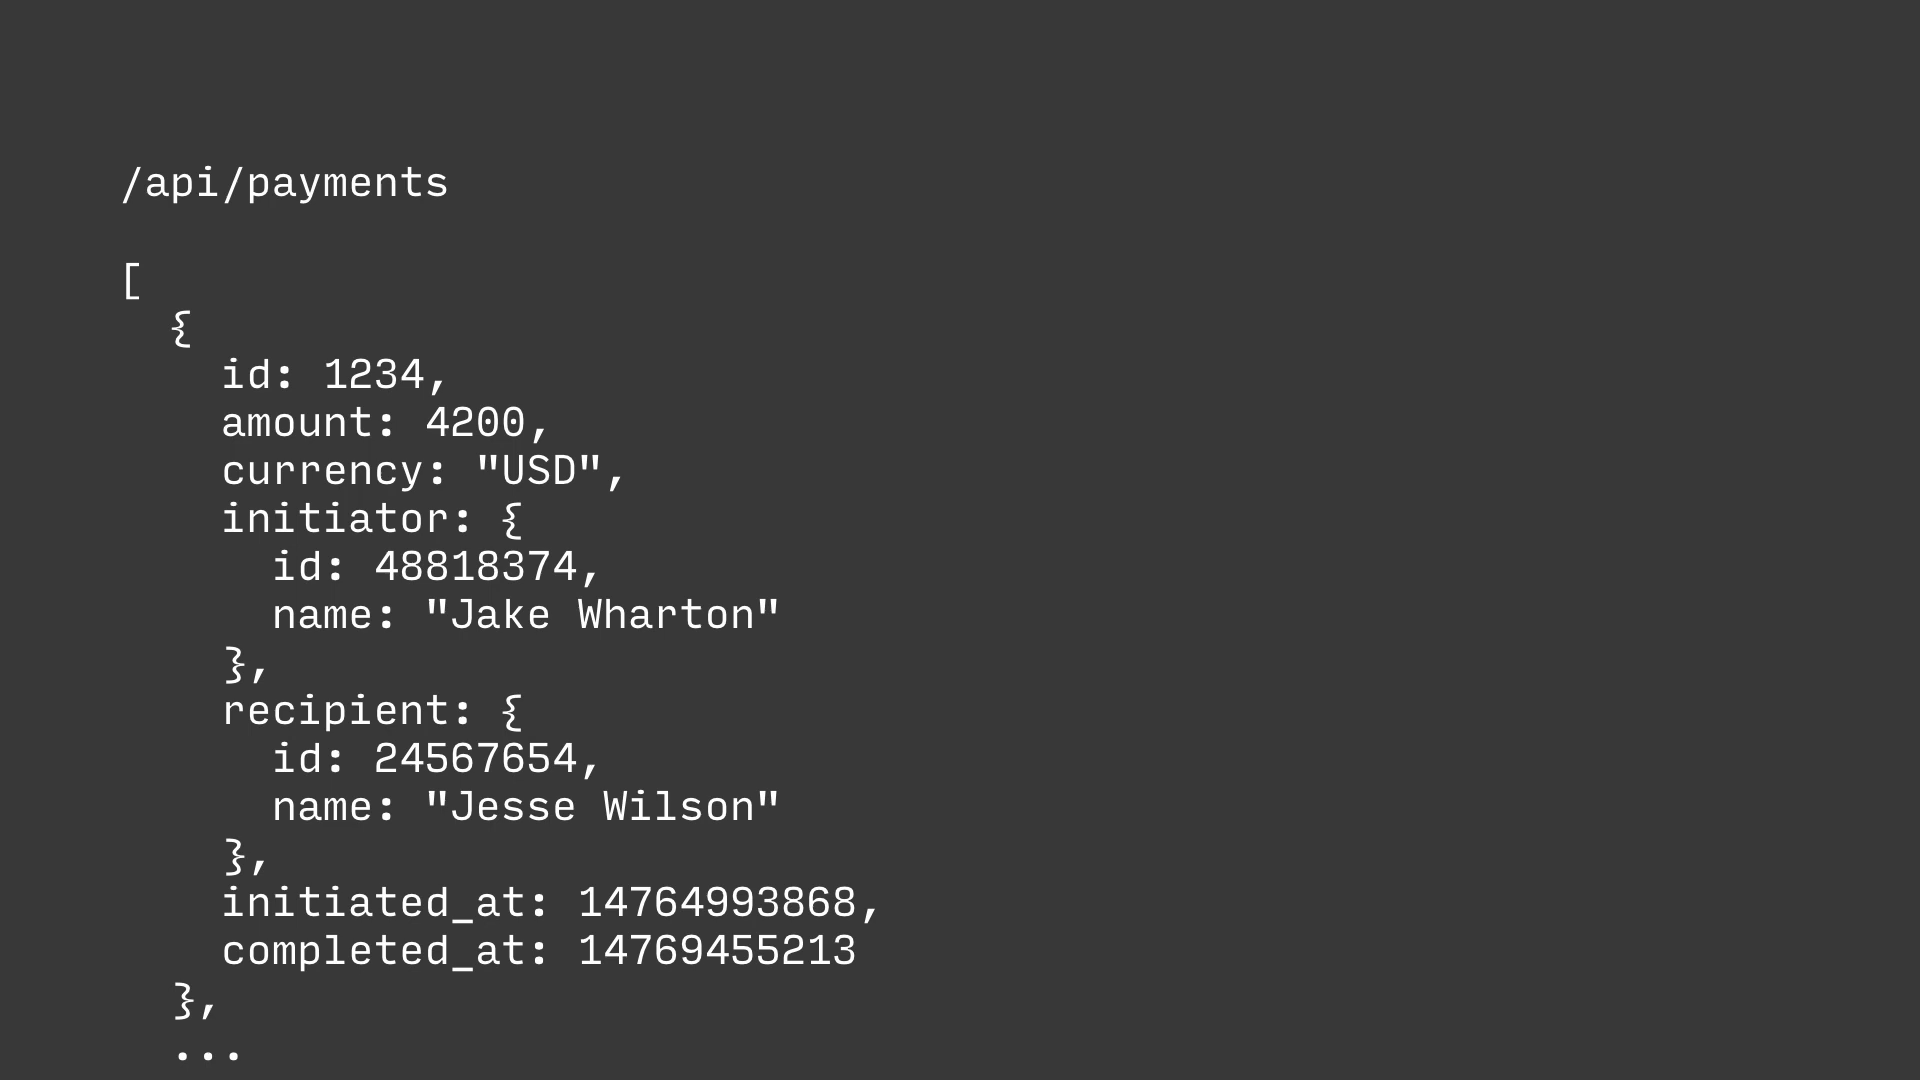 /api/payments
[
  {
    id: 1234,
    amount: 4200,
    currency: "USD",
    initiator: {
      id: 48818374,
      name: "Jake Wharton"
    },
    recipient: {
      id: 24567654,
      name: "Jesse Wilson"
    },
    initiated_at: 14764993868,
    completed_at: 14769455213
  },
  ...